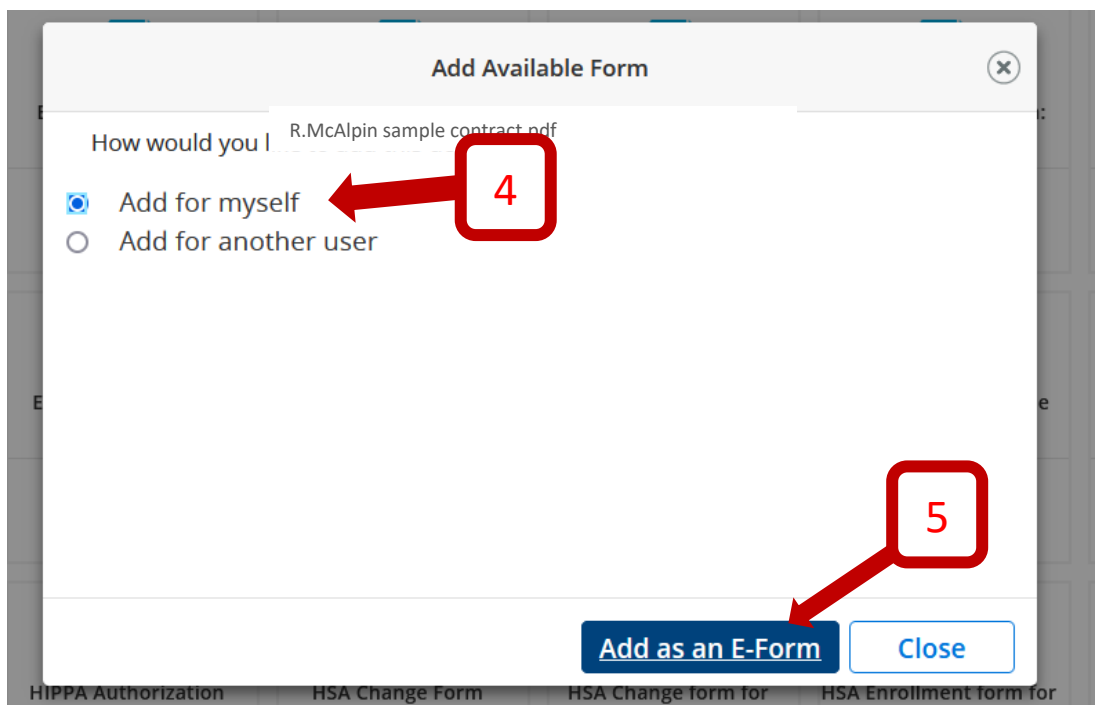 Add Available Form
R.McAlpin sample contract.pdf
How would you
4
Add for myself
Add for another user
5
Add as an E-Form
Close
HIPPA Authorization
HSA Change Form
HSA Change form for
HSA Enrollment form for